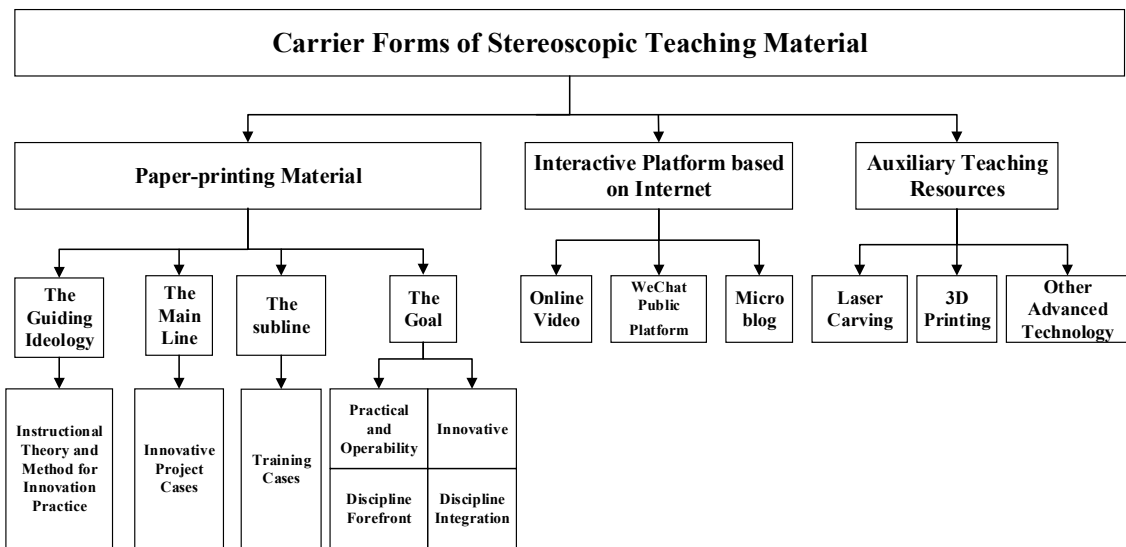 Carrier Forms of Stereoscopic Teaching Material
Paper-printing Material
Interactive Platform based
on Internet
Auxiliary Teaching
Resources
The
Guiding
Ideology
The
Main
Line
The
subline
The
Goal
Online
Video
WeChat
Public
Platform
Micro
blog
Laser
Carving
3D
Printing
Other
Advanced
Technology
Instructional
Theory and
Method for
Innovation
Practice
Innovative
Project
Cases
Training
Cases
Practical
and
Operability
Innovative
Discipline
Forefront
Discipline
Integration